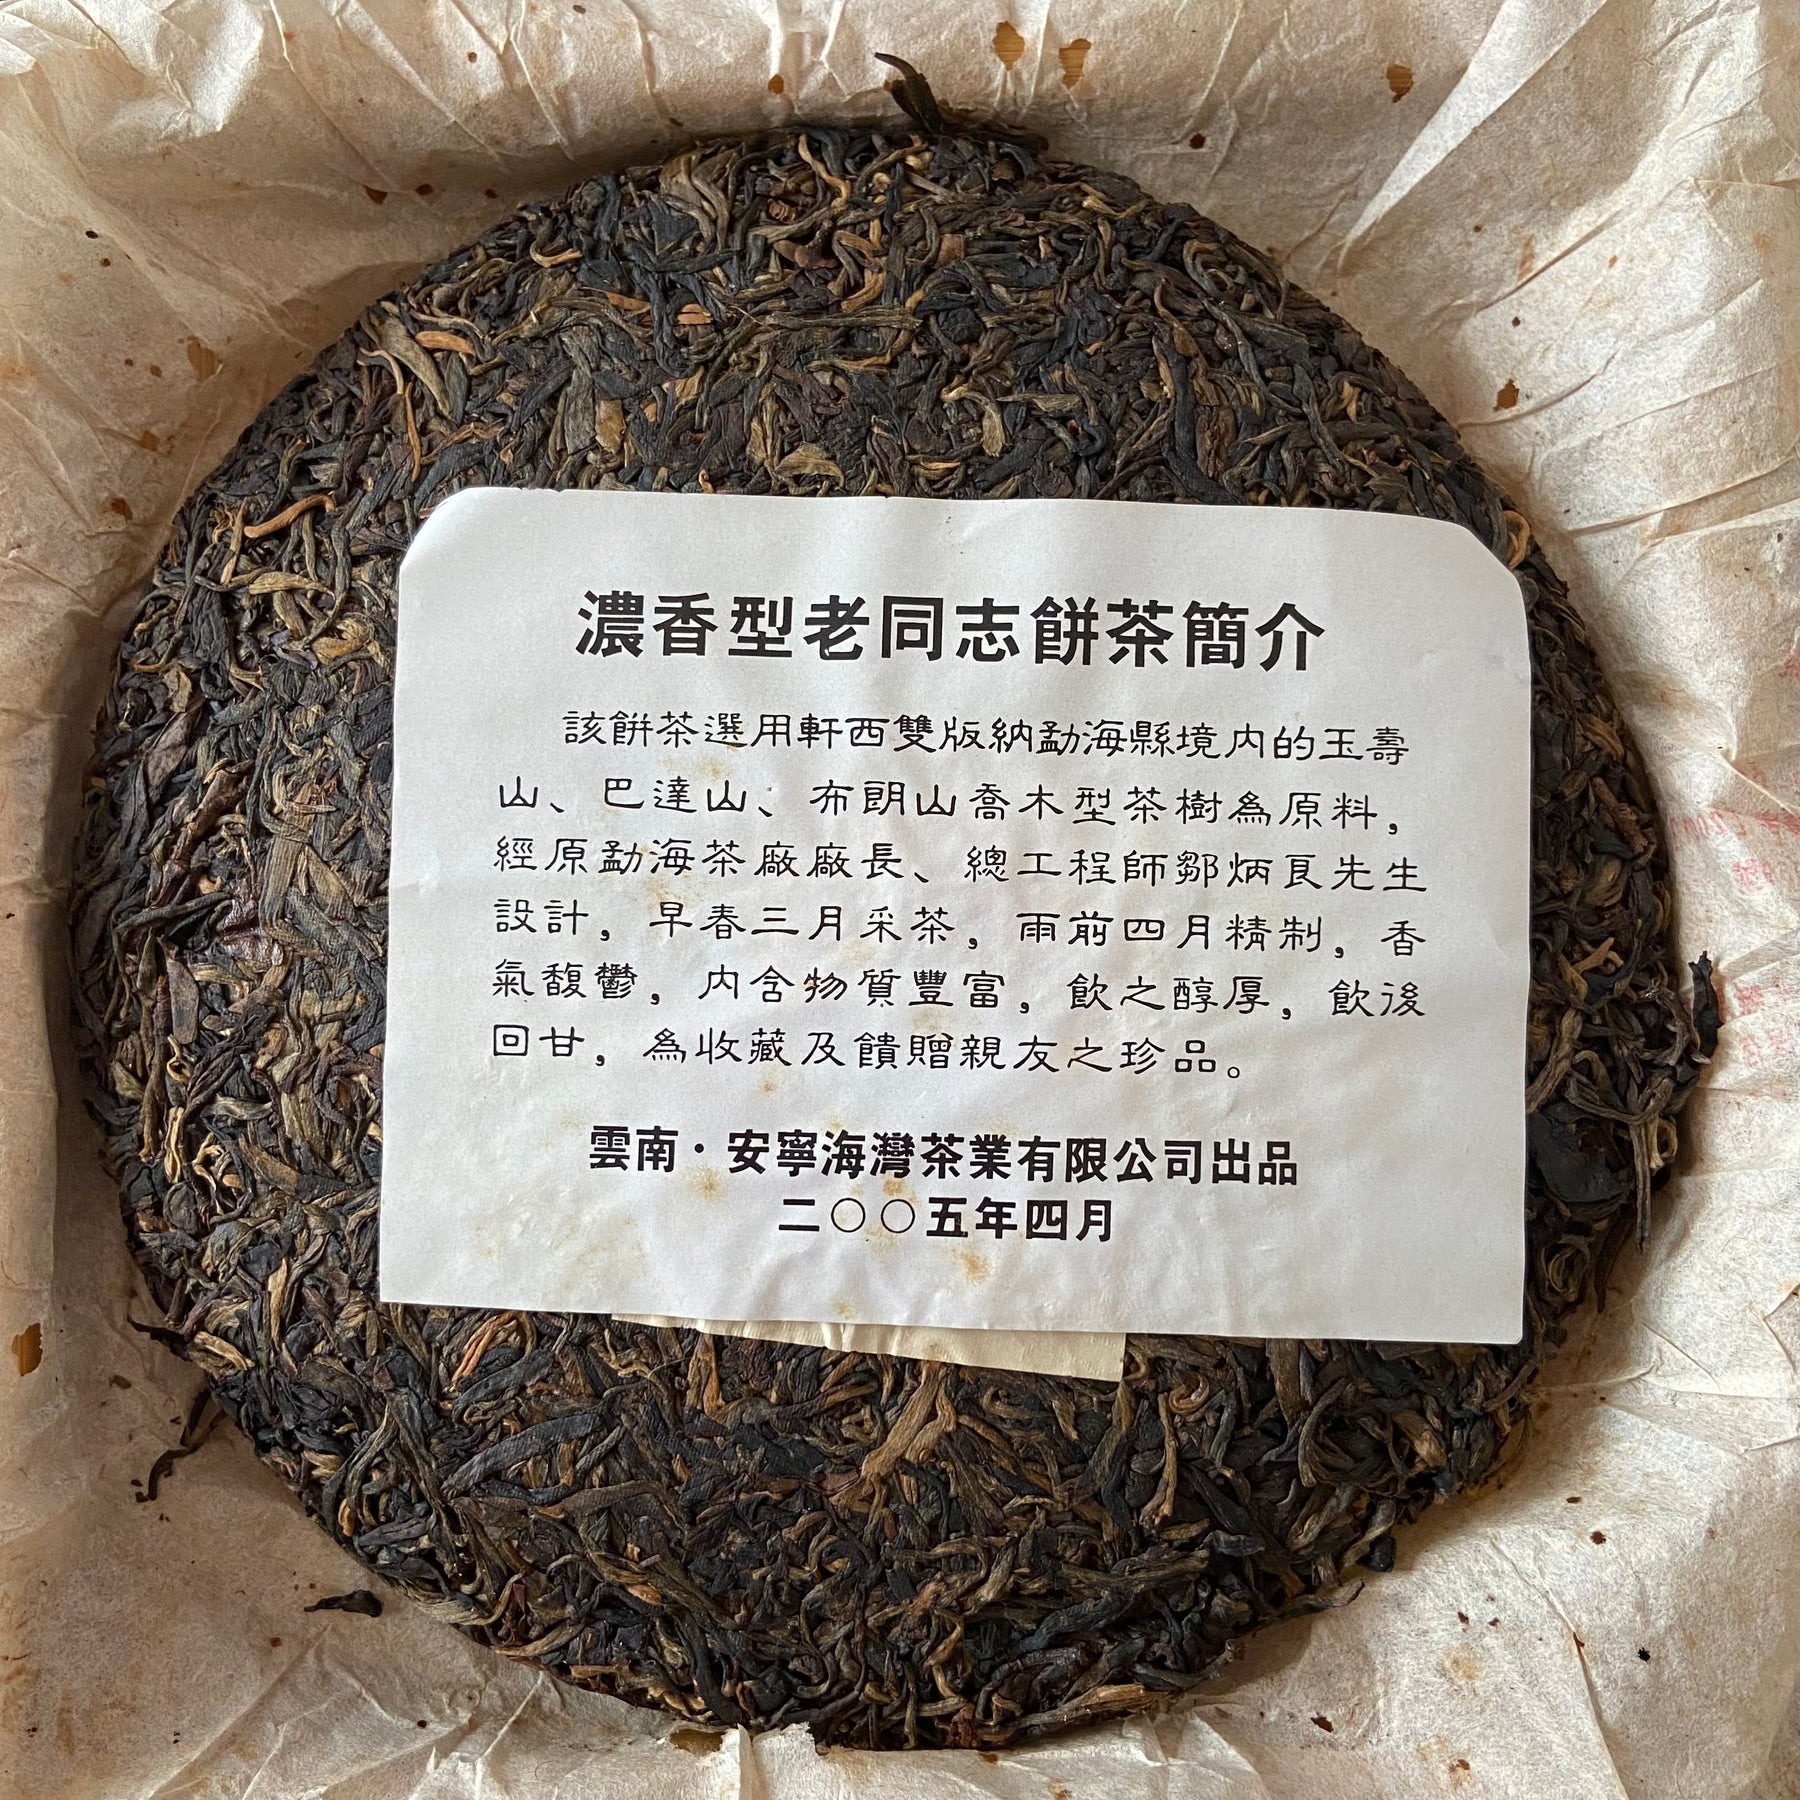 濃香型老同志餅茶簡介
該餅茶選用軒西雙版納勐海縣境内的玉壽
山、巴達山、布朗山喬木型茶樹為原料，
經原勐海茶廠廠長、總工程師鄒炳良先生
設計，早春三月采茶，雨前四月精制，香
氣馥鬱，内含物質豐富，飲之醇厚，飲後
回甘，為收藏及饋贈親友之珍品。
雲南·安寧海灣茶業有限公司出品
二〇〇五年四月